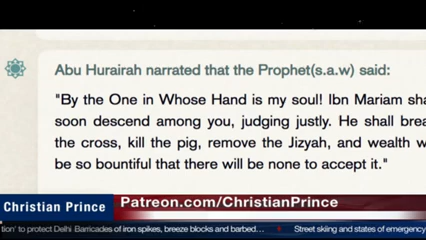 Abu Hurairah narrated that the Prophet(s.a.w) said:
"By the One in Whose Hand is my soul! Ibn Mariam sha
soon descend among you, judging justly. He shall brea
the cross, kill the pig, remove the Jizyah, and wealth w
be so bountiful that there will be none to accept it."
Christian Prince
Patreon.com/ChristianPrince
tion' to protect Delhi Barricades of iron spikes, breeze blocks and barbed... Street skiing and states of emergency